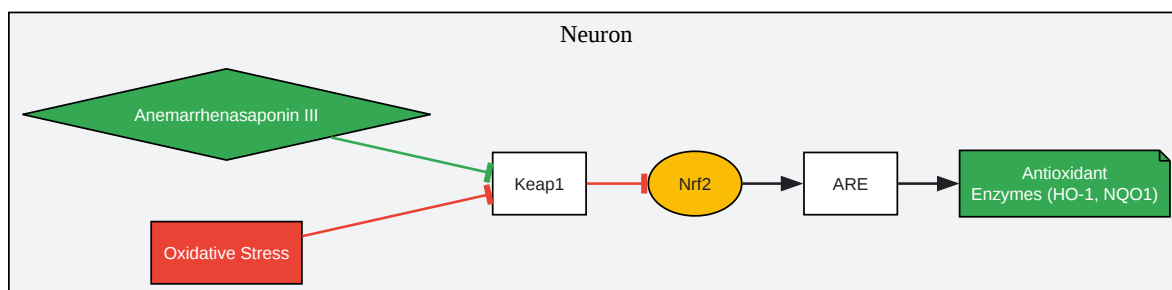 Neuron
Anemarrhenasaponin III
Oxidative Stress
Keap1
Nrf2
ARE
Antioxidant
Enzymes (HO-1, NQO1)